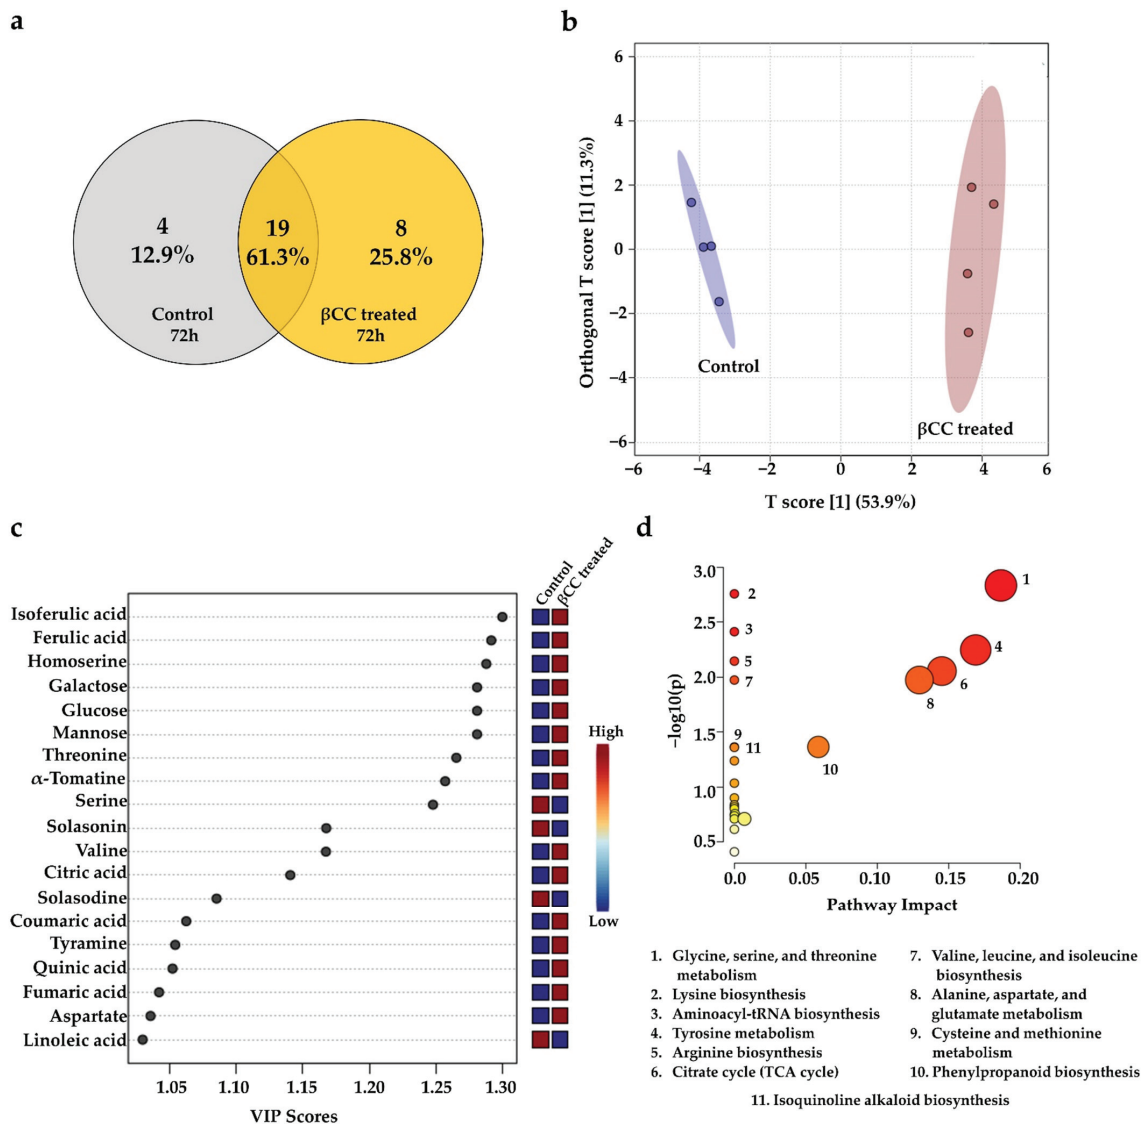 a
4
12.9%
19
61.3%
8
25.8%
Control
72h
βCC treated
72h
b
6
4
2
0
−2
−4
−6
Orthogonal T score [1] (11.3%)
Control
βCC treated
−6
−4
−2
0
2
4
6
T score [1] (53.9%)
c
Control
βCC treated
Isoferulic acid
Ferulic acid
Homoserine
Galactose
Glucose
Mannose
Threonine
α-Tomatine
Serine
Solasonin
Valine
Citric acid
Solasodine
Coumaric acid
Tyramine
Quinic acid
Fumaric acid
Aspartate
Linoleic acid
High
Low
1.05
1.10
1.15
1.20
1.25
1.30
VIP Scores
d
3.0
2.5
2.0
1.5
1.0
0.5
−log10(p)
1
2
3
4
5
6
7
8
9
11
10
0.0
0.05
0.10
0.15
0.20
Pathway Impact
1. Glycine, serine, and threonine
metabolism
2. Lysine biosynthesis
3. Aminoacyl-tRNA biosynthesis
4. Tyrosine metabolism
5. Arginine biosynthesis
6. Citrate cycle (TCA cycle)
7. Valine, leucine, and isoleucine
biosynthesis
8. Alanine, aspartate, and
glutamate metabolism
9. Cysteine and methionine
metabolism
10. Phenylpropanoid biosynthesis
11. Isoquinoline alkaloid biosynthesis